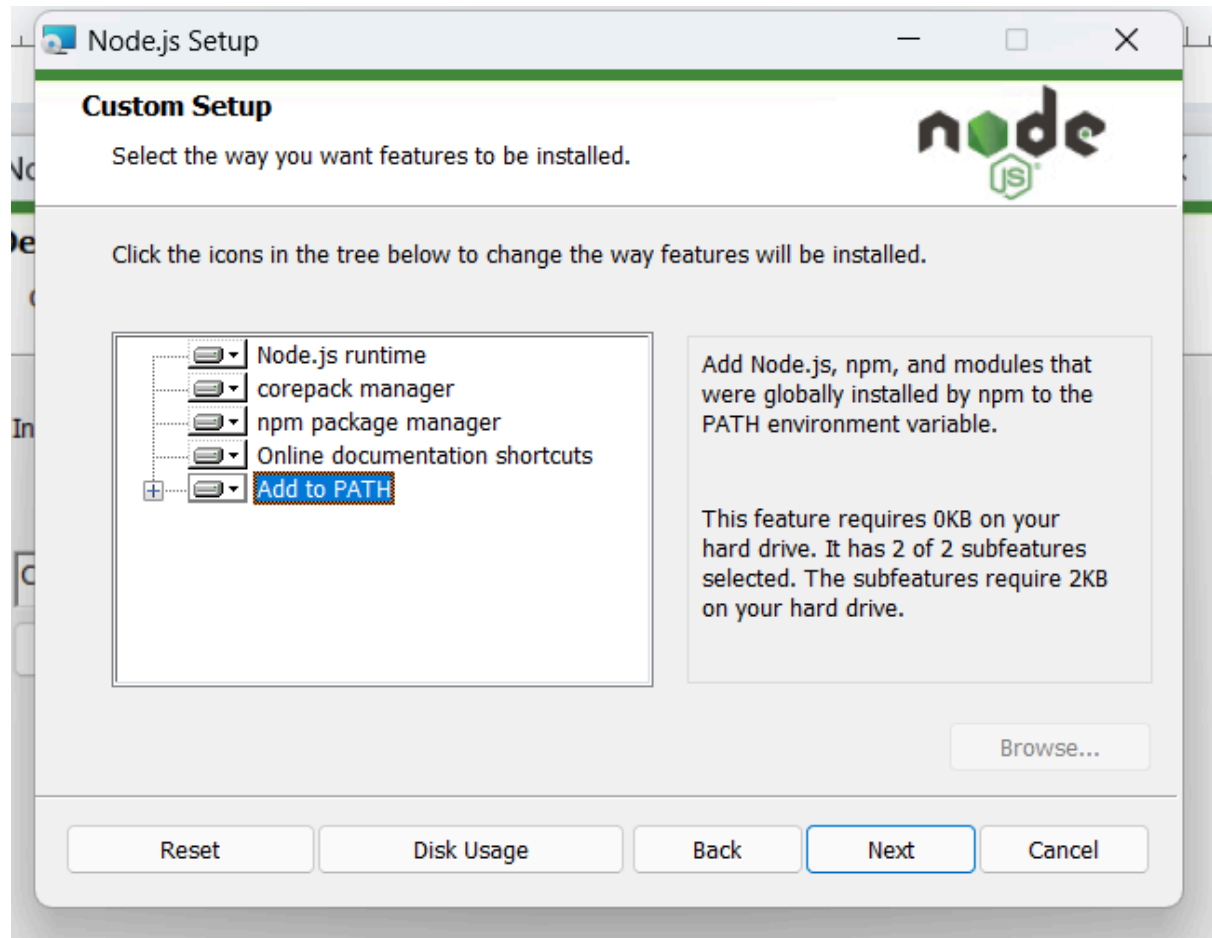 Node.js Setup
Custom Setup
Select the way you want features to be installed.
node
JS
Click the icons in the tree below to change the way features will be installed.
Node.js runtime
corepack manager
npm package manager
Online documentation shortcuts
Add to PATH
Add Node.js, npm, and modules that
were globally installed by npm to the
PATH environment variable.
This feature requires 0KB on your
hard drive. It has 2 of 2 subfeatures
selected. The subfeatures require 2KB
on your hard drive.
Browse...
Reset
Disk Usage
Back
Next
Cancel